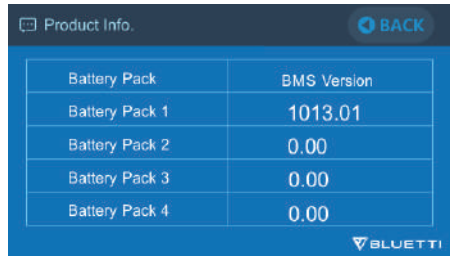 Product Info.
BACK
Battery Pack BMS Version
Battery Pack 1 1013.01
Battery Pack 2 0.00
Battery Pack 3 0.00
Battery Pack 4 0.00
BLUETTI